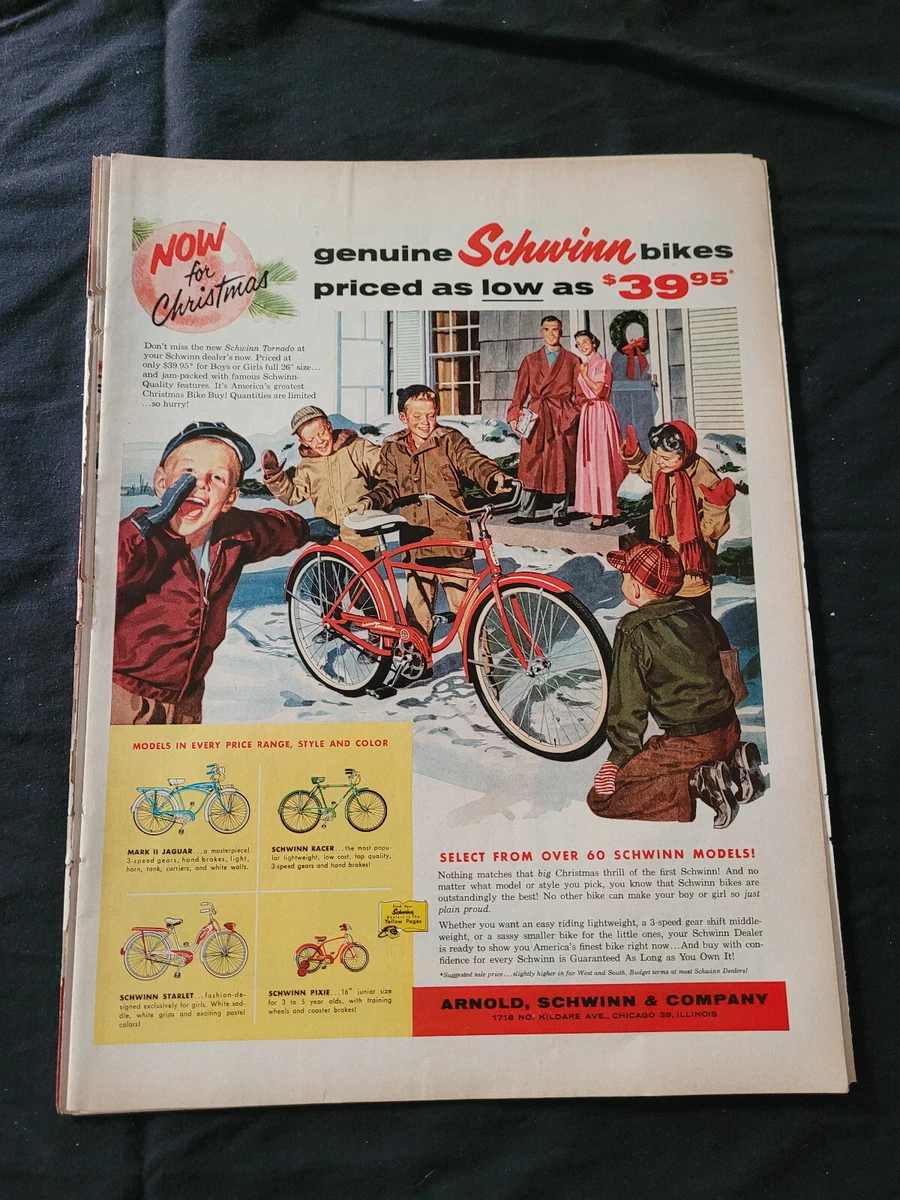 NOW
for
Christmas
genuine Schwinn bikes
priced as low as $39.95*
Don't miss the new Schwinn Tornado at
your Schwinn dealer's now. Priced at
only $39.95* for Boys or Girls full 26" size...
and jam-packed with famous Schwinn-
Quality features. It's America's greatest
Christmas Bike Buy! Quantities are limited
...so hurry!
MODELS IN EVERY PRICE RANGE, STYLE AND COLOR
MARK II JAGUAR...a masterpiece!
3-speed gears, hand brakes, light,
horn, tank, carriers, and white walls.
SCHWINN RACER...the most popu-
lar lightweight, low cost, top quality,
3-speed gears and hand brakes!
SCHWINN STARLET...fashion-de-
signed exclusively for girls. White sad-
dle, white grips and exciting pastel
colors!
SCHWINN PIXIE...16" junior size
for 3 to 5 year olds, with training
wheels and coaster brakes!
Find Your
Schwinn
Dealer in The
Yellow Pages
SELECT FROM OVER 60 SCHWINN MODELS!
Nothing matches that big Christmas thrill of the first Schwinn! And no
matter what model or style you pick, you know that Schwinn bikes are
outstandingly the best! No other bike can make your boy or girl so just
plain proud.
Whether you want an easy riding lightweight, a 3-speed gear shift middle-
weight, or a sassy smaller bike for the little ones, your Schwinn Dealer
is ready to show you America's finest bike right now...And buy with con-
fidence for every Schwinn is Guaranteed As Long as You Own It!
*Suggested sale price...slightly higher in far West and South. Budget terms at most Schwinn Dealers!
ARNOLD, SCHWINN & COMPANY
1718 NO. KILDARE AVE., CHICAGO 39, ILLINOIS